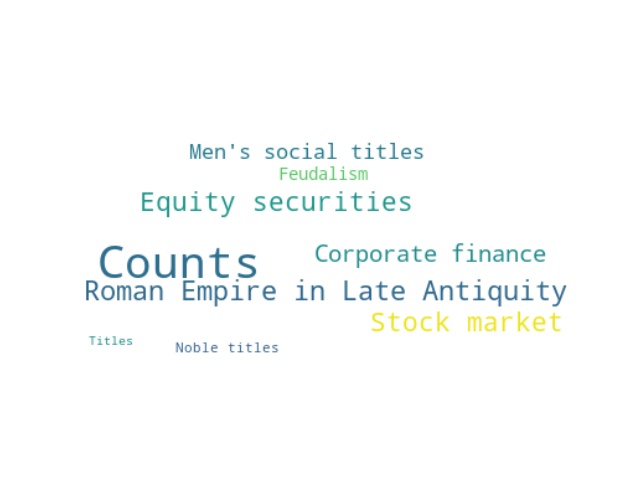 Men's social titles
Feudalism
Equity securities
Counts
Corporate finance
Roman Empire in Late Antiquity
Stock market
Titles
Noble titles